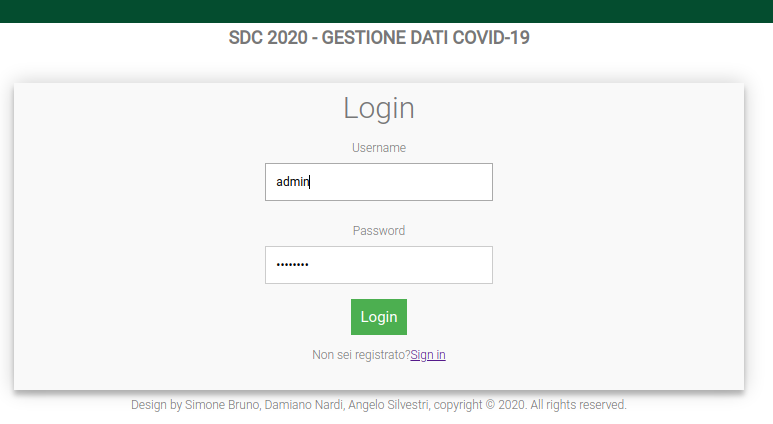 SDC 2020 - GESTIONE DATI COVID-19
Login
Username
admin
Password
••••••••
Login
Non sei registrato?Sign in
Design by Simone Bruno, Damiano Nardi, Angelo Silvestri, copyright © 2020. All rights reserved.